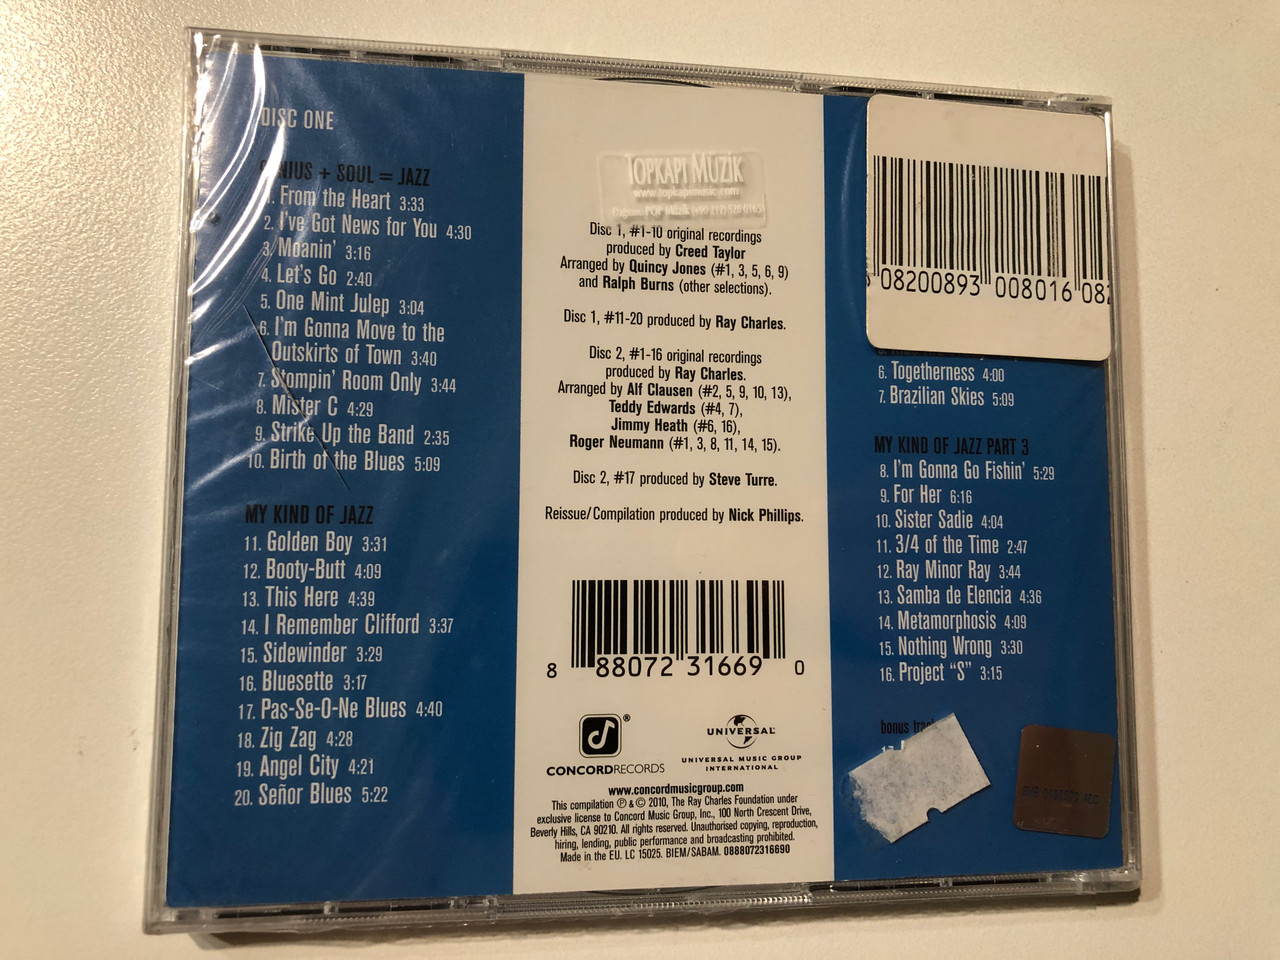 DISC ONE
+ SOUL = JAZZ
1. From the Heart 3:33
2. I've Got News for You 4:30
3. Moanin' 3:16
4. Let's Go 2:40
5. One Mint Julep 3:04
6. I'm Gonna Move to the
Outskirts of Town 3:40
7. Stompin' Room Only 3:44
8. Mister C 4:29
9. Strike Up the Band 2:35
10. Birth of the Blues 5:09
MY KIND OF JAZZ
11. Golden Boy 3:31
12. Booty-Butt 4:09
13. This Here 4:39
14. I Remember Clifford 3:37
15. Sidewinder 3:29
16. Bluesette 3:17
17. Pas-Se-O-Ne Blues 4:40
18. Zig Zag 4:28
19. Angel City 4:21
20. Señor Blues 5:22
TOPKAPI MUZİK
www.topkapimusic.com
Disc 1, #1-10 original recordings
produced by Creed Taylor
Arranged by Quincy Jones (#1, 3, 5, 6, 9)
and Ralph Burns (other selections).
Disc 1, #11-20 produced by Ray Charles.
Disc 2, #1-16 original recordings
produced by Ray Charles.
Arranged by Alf Clausen (#2, 5, 9, 10, 13),
Teddy Edwards (#4, 7),
Jimmy Heath (#6, 16),
Roger Neumann (#1, 3, 8, 11, 14, 15).
Disc 2, #17 produced by Steve Turre.
Reissue/Compilation produced by Nick Phillips.
8 88072 31669 0
CONCORDRECORDS
UNIVERSAL
UNIVERSAL MUSIC GROUP
INTERNATIONAL
www.concordmusicgroup.com
This compilation ℗ & © 2010, The Ray Charles Foundation under
exclusive license to Concord Music Group, Inc., 100 North Crescent Drive,
Beverly Hills, CA 90210. All rights reserved. Unauthorised copying, reproduction,
hiring, lending, public performance and broadcasting prohibited.
Made in the EU. LC 15025. BIEM/SABAM. 0888072316690
08200893 008016 082
6. Togetherness 4:00
7. Brazilian Skies 5:09
MY KIND OF JAZZ PART 3
8. I'm Gonna Go Fishin' 5:29
9. For Her 6:16
10. Sister Sadie 4:04
11. 3/4 of the Time 2:47
12. Ray Minor Ray 3:44
13. Samba de Elencia 4:36
14. Metamorphosis 4:09
15. Nothing Wrong 3:30
16. Project “S” 3:15
bonus